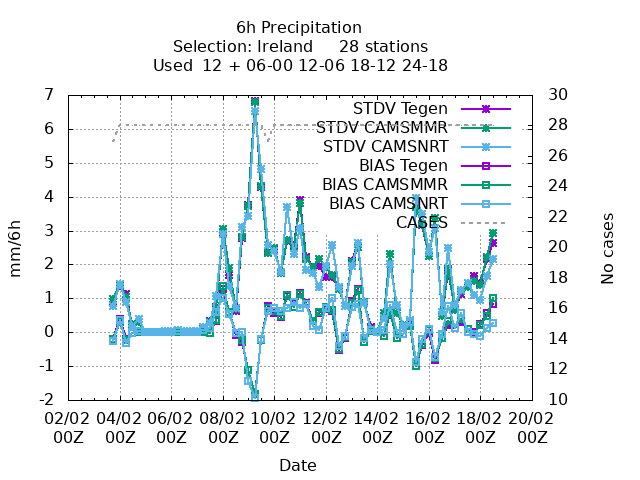 6h Precipitation
Selection: Ireland 28 stations
Used 12 + 06-00 12-06 18-12 24-18
STDV Tegen
STDV CAMSMMR
STDV CAMSNRT
BIAS Tegen
BIAS CAMSMMR
BIAS CAMSNRT
CASES
mm/6h
7
6
5
4
3
2
1
0
-1
-2
No cases
30
28
26
24
22
20
18
16
14
12
10
02/02 04/02 06/02 08/02 10/02 12/02 14/02 16/02 18/02 20/02
00Z 00Z 00Z 00Z 00Z 00Z 00Z 00Z 00Z 00Z
Date